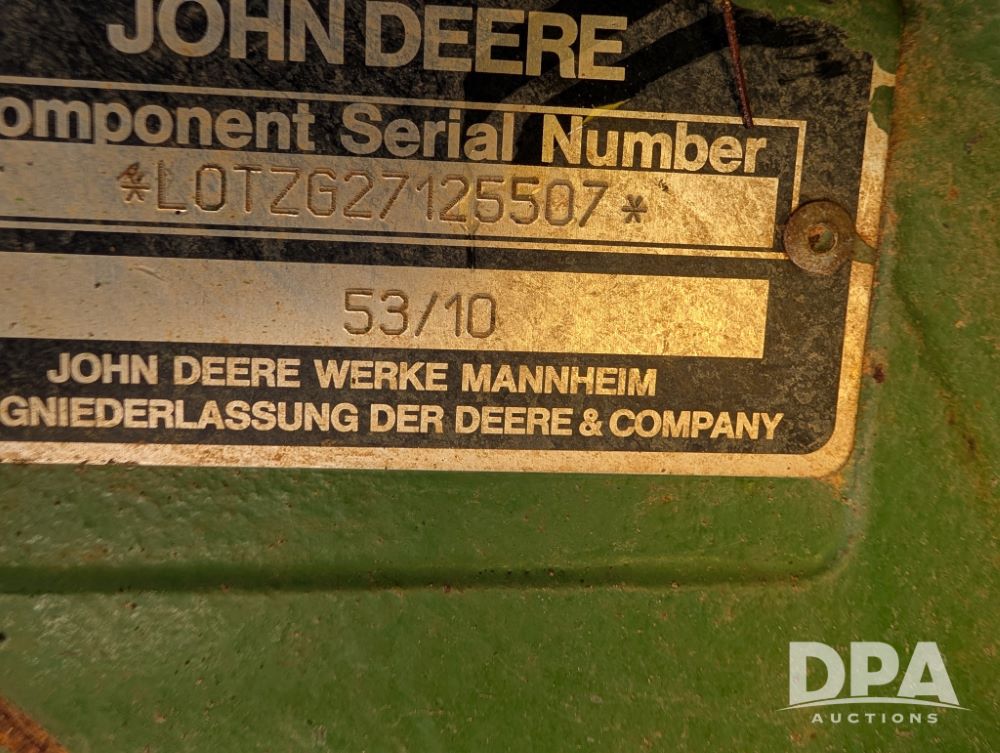 JOHN DEERE
omponent Serial Number
*L0TZG27125507*
53/10
JOHN DEERE WERKE MANNHEIM
GNIEDERLASSUNG DER DEERE & COMPANY
DPA
AUCTIONS